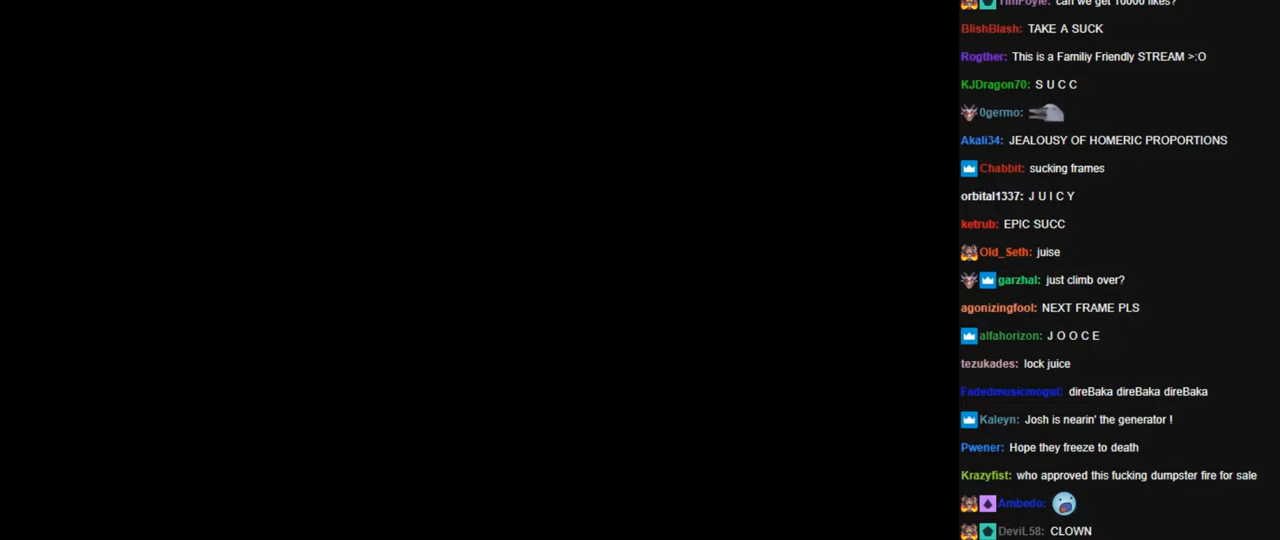 TimFoyle: can we get 10000 likes?
BlishBlash: TAKE A SUCK
Rogther: This is a Familiy Friendly STREAM >:O
KJDragon70: S U C C
0germo:
Akali34: JEALOUSY OF HOMERIC PROPORTIONS
Chabbit: sucking frames
orbital1337: J U I C Y
ketrub: EPIC SUCC
Old_Seth: juise
garzhal: just climb over?
agonizingfool: NEXT FRAME PLS
alfahorizon: J O O C E
tezukades: lock juice
Fadedmusicmogul: direBaka direBaka direBaka
Kaleyn: Josh is nearin' the generator !
Pwener: Hope they freeze to death
Krazyfist: who approved this fucking dumpster fire for sale
Ambedo:
DeviL58: CLOWN